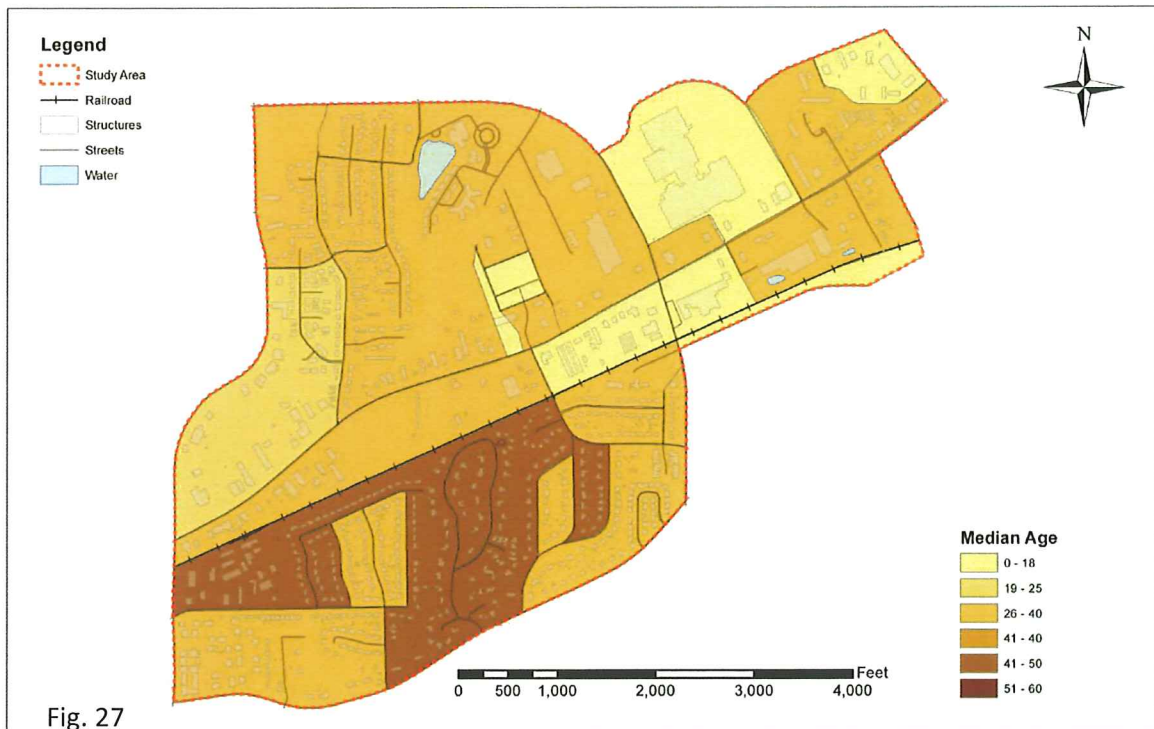 Legend
Study Area
Railroad
Structures
Streets
Water
N
Median Age
0 - 18
19 - 25
26 - 40
41 - 40
41 - 50
51 - 60
Feet
0 500 1,000 2,000 3,000 4,000
Fig. 27